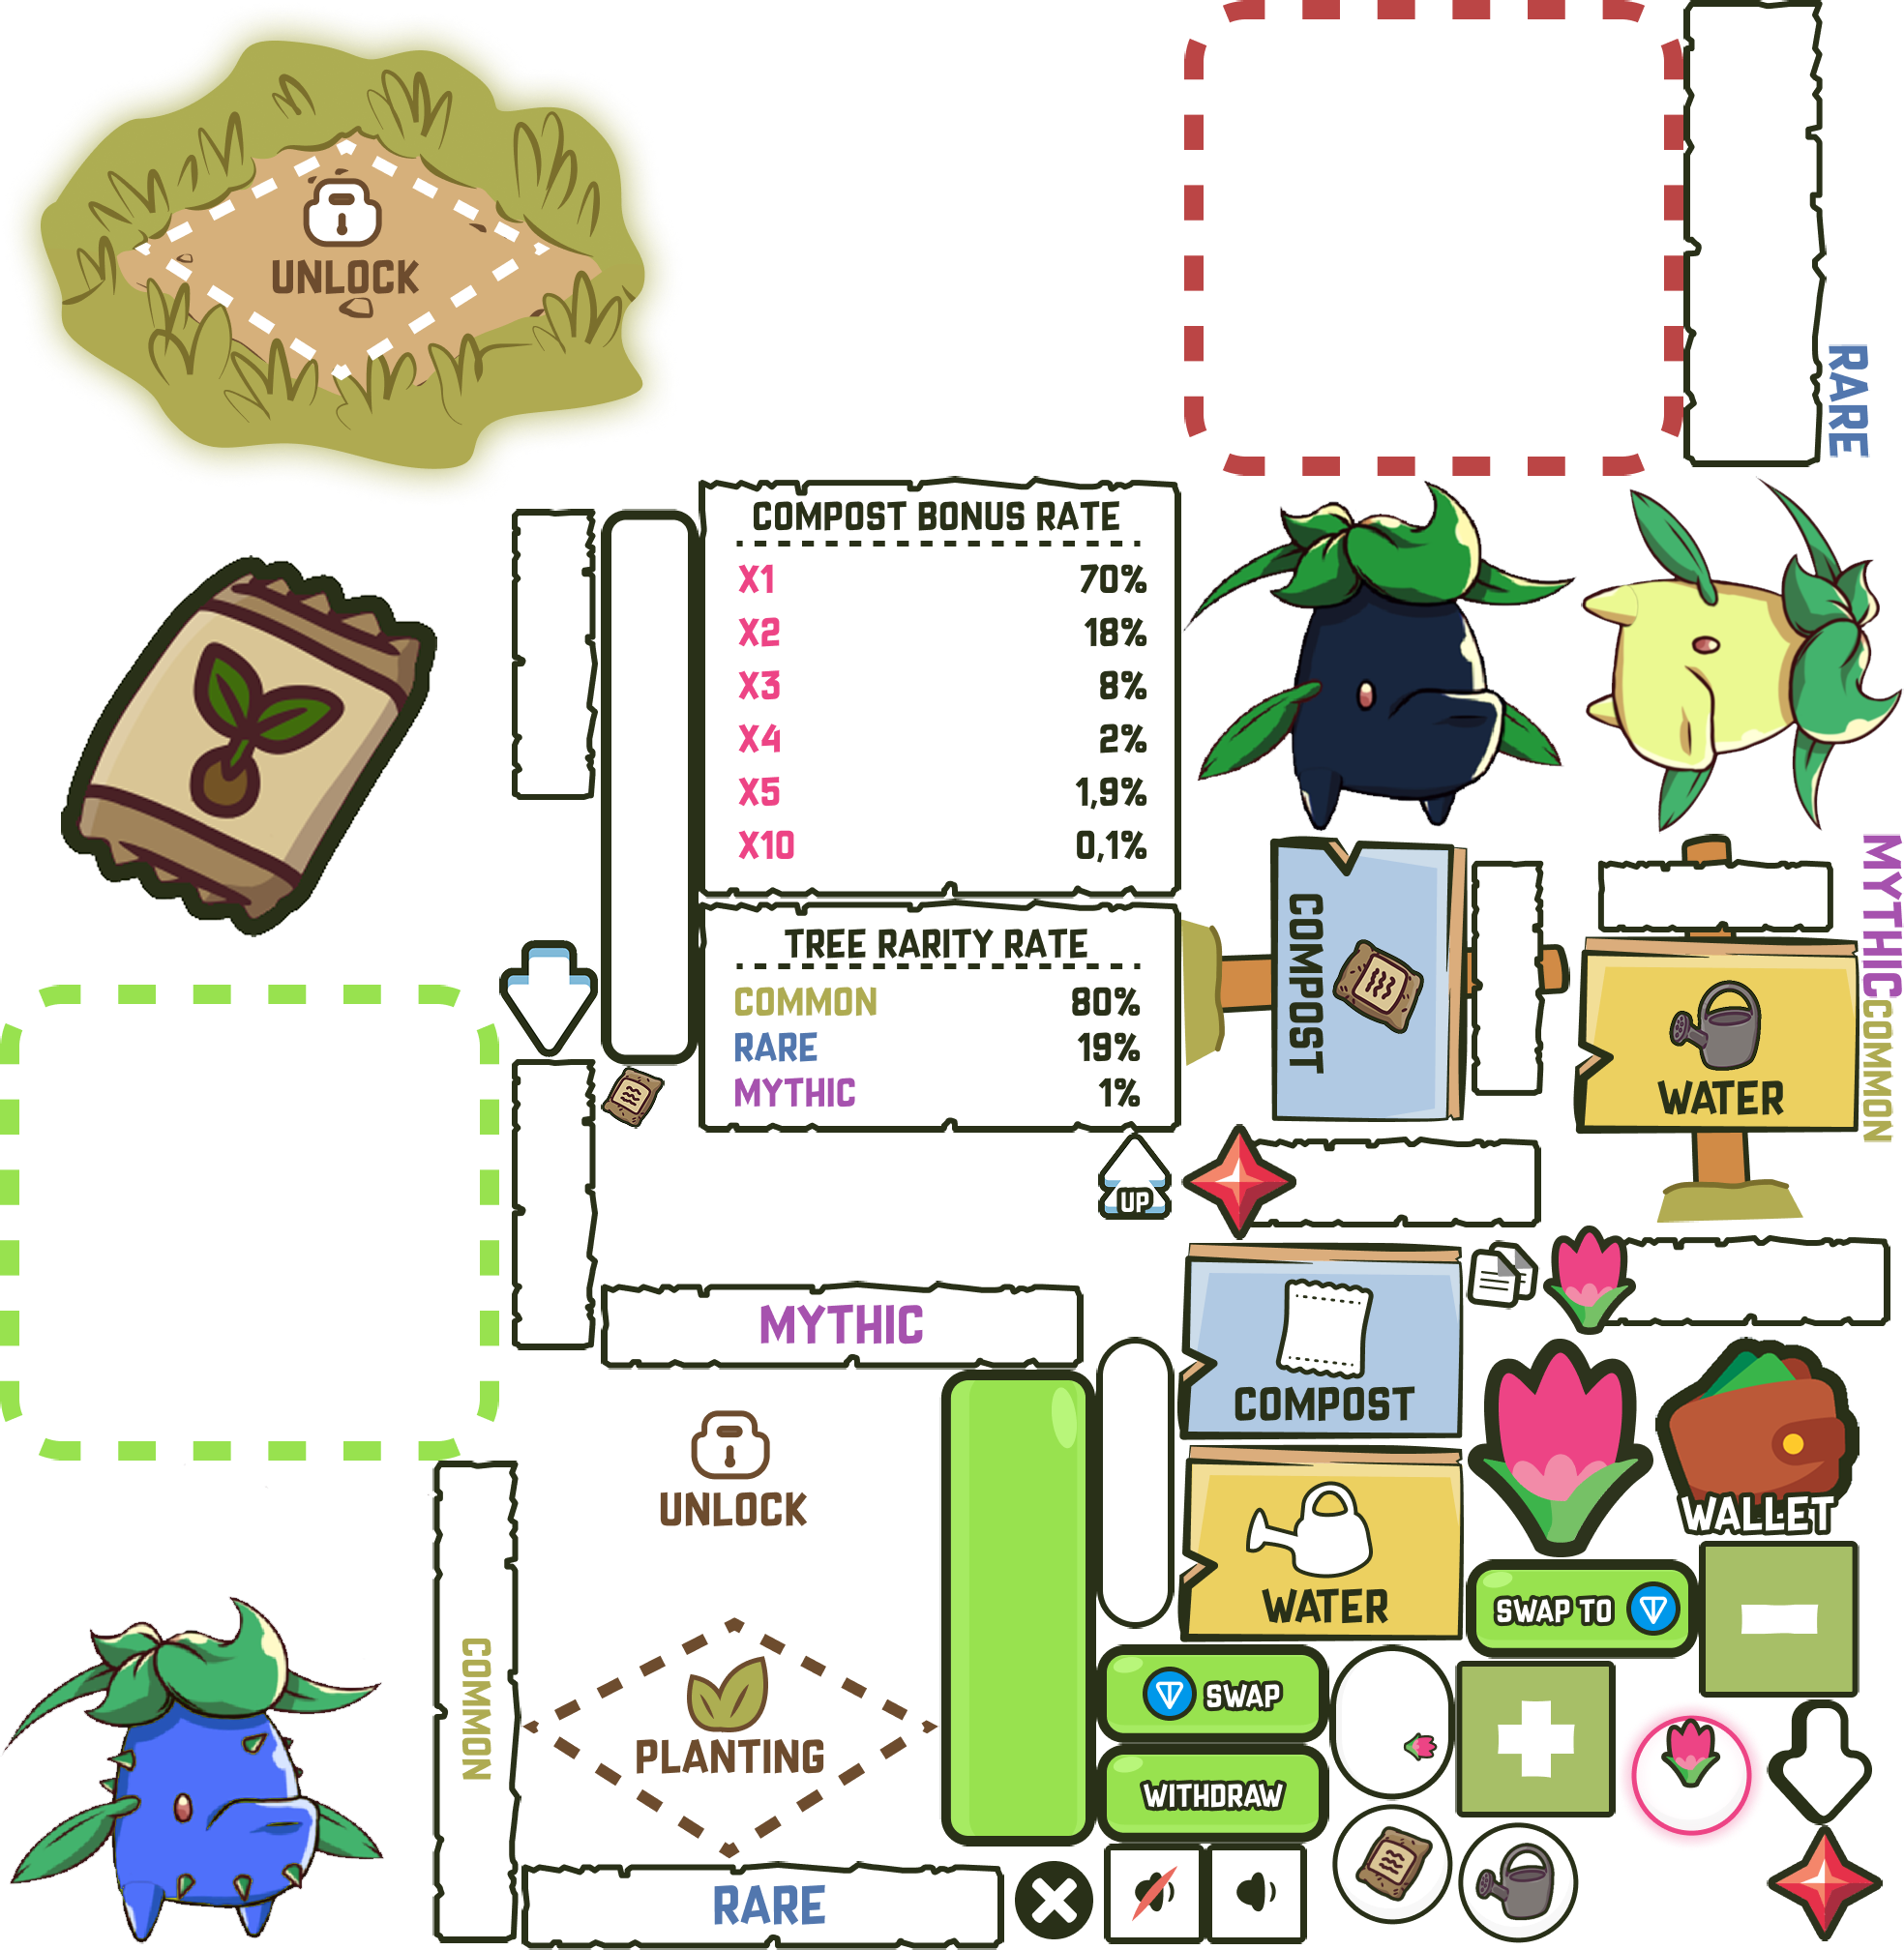 UNLOCK
RARE
COMPOST BONUS RATE
X1 70%
X2 18%
X3 8%
X4 2%
X5 1,9%
X10 0,1%
TREE RARITY RATE
COMMON 80%
RARE 19%
MYTHIC 1%
COMPOST
MYTHIC
WATER
COMMON
UP
MYTHIC
COMPOST
UNLOCK
WALLET
WATER
SWAP TO
COMMON
PLANTING
SWAP
WITHDRAW
RARE